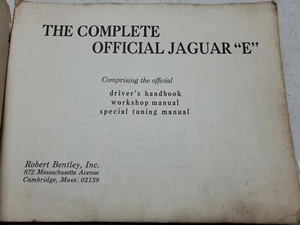 THE COMPLETE
OFFICIAL JAGUAR “E”
Comprising the official
driver's handbook
workshop manual
special tuning manual
Robert Bentley, Inc.
872 Massachusetts Avenue
Cambridge, Mass. 02139